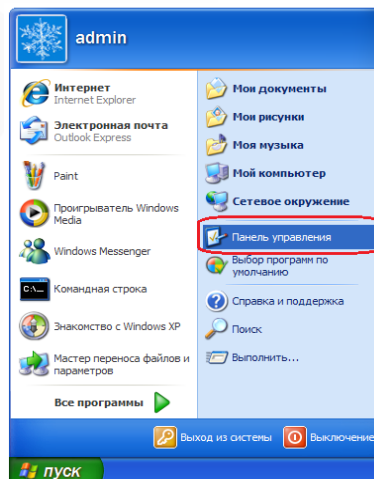 admin
Интернет
Internet Explorer
Электронная почта
Outlook Express
Paint
Проигрыватель Windows
Media
Windows Messenger
C:\_
Командная строка
Знакомство с Windows XP
Мастер переноса файлов и
параметров
Все программы
Мои документы
Мои рисунки
Моя музыка
Мой компьютер
Сетевое окружение
Панель управления
Выбор программ по
умолчанию
Справка и поддержка
Поиск
Выполнить...
Выход из системы
Выключение
пуск